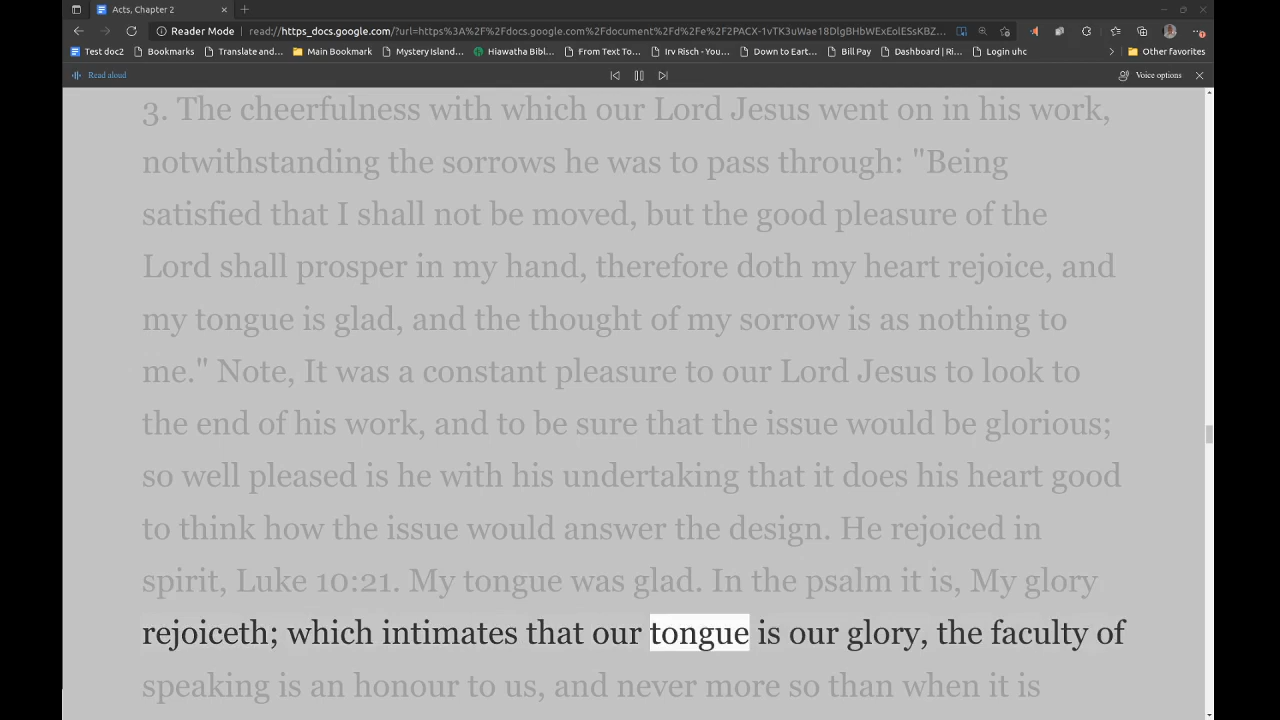 Acts, Chapter 2
Reader Mode read://https_docs.google.com/?url=https%3A%2F%2Fdocs.google.com%2Fdocument%2Fd%2Fe%2F2PACX-1vTK3uWae18DlgBHbWExEolESsKBZ...
Test doc2 Bookmarks Translate and... Main Bookmark Mystery Island... Hiawatha Bibl... From Text To... Irv Risch - You... Down to Eart... Bill Pay Dashboard | Ri... Login uhc Other favorites
Read aloud Voice options
3. The cheerfulness with which our Lord Jesus went on in his work,
notwithstanding the sorrows he was to pass through: "Being
satisfied that I shall not be moved, but the good pleasure of the
Lord shall prosper in my hand, therefore doth my heart rejoice, and
my tongue is glad, and the thought of my sorrow is as nothing to
me." Note, It was a constant pleasure to our Lord Jesus to look to
the end of his work, and to be sure that the issue would be glorious;
so well pleased is he with his undertaking that it does his heart good
to think how the issue would answer the design. He rejoiced in
spirit, Luke 10:21. My tongue was glad. In the psalm it is, My glory
rejoiceth; which intimates that our tongue is our glory, the faculty of
speaking is an honour to us, and never more so than when it is